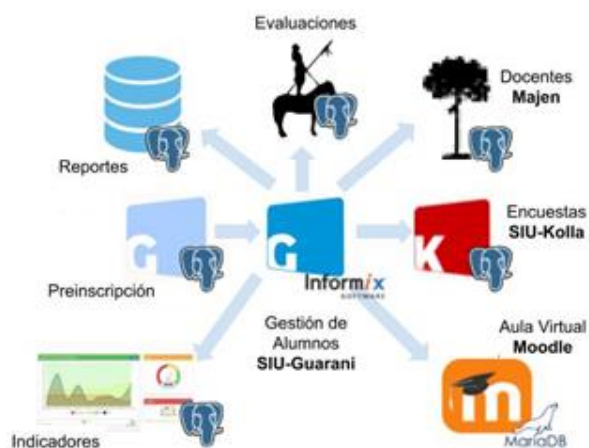 Evaluaciones
Docentes
Majen
Reportes
G
G
K
Encuestas
SIU-Kolla
Informix
SOFTWARE
Preinscripción
Gestión de
Alumnos
SIU-Guarani
Aula Virtual
Moodle
m
MariaDB
Indicadores